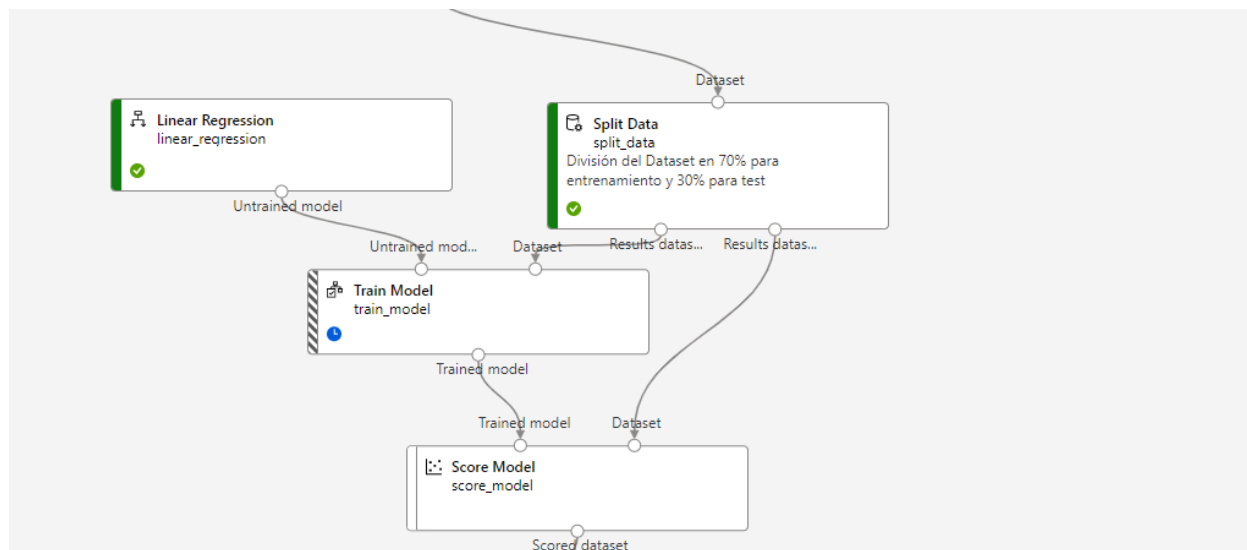 Dataset
Linear Regression
linear_regression
Split Data
split_data
División del Dataset en 70% para
entrenamiento y 30% para test
Untrained model
Untrained mod...
Dataset
Results datas...
Results datas...
Train Model
train_model
Trained model
Trained model
Dataset
Score Model
score_model
Scored dataset